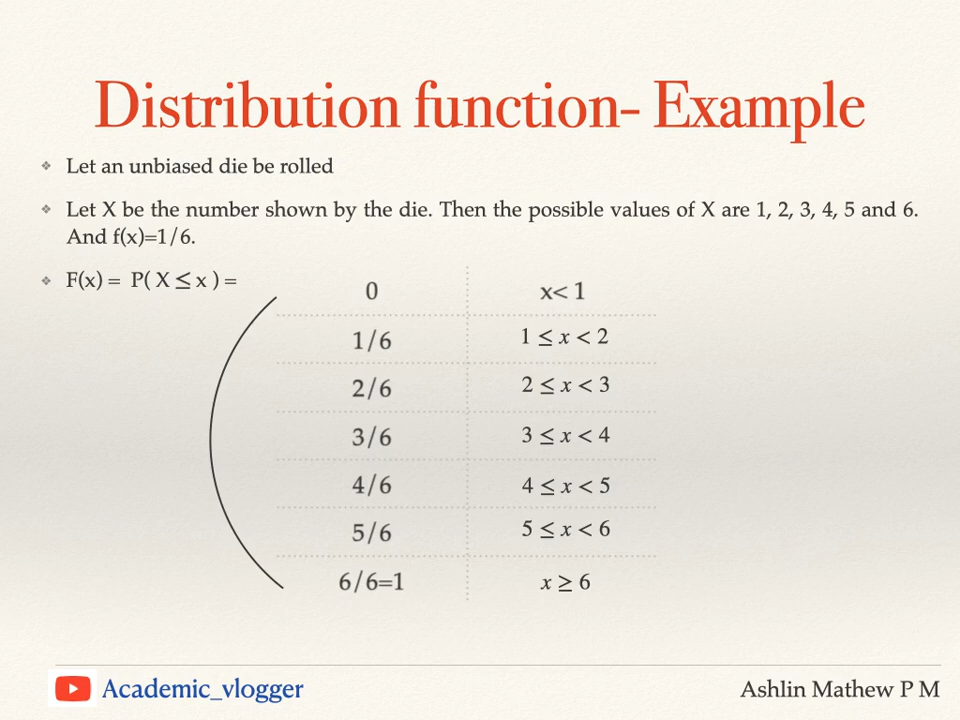 Distribution function- Example
❖ Let an unbiased die be rolled
❖ Let X be the number shown by the die. Then the possible values of X are 1, 2, 3, 4, 5 and 6.
And f(x)=1/6.
❖ F(x) = P( X ≤ x ) =
0 x< 1
1/6 1 ≤ x < 2
2/6 2 ≤ x < 3
3/6 3 ≤ x < 4
4/6 4 ≤ x < 5
5/6 5 ≤ x < 6
6/6=1 x ≥ 6
Academic_vlogger
Ashlin Mathew P M